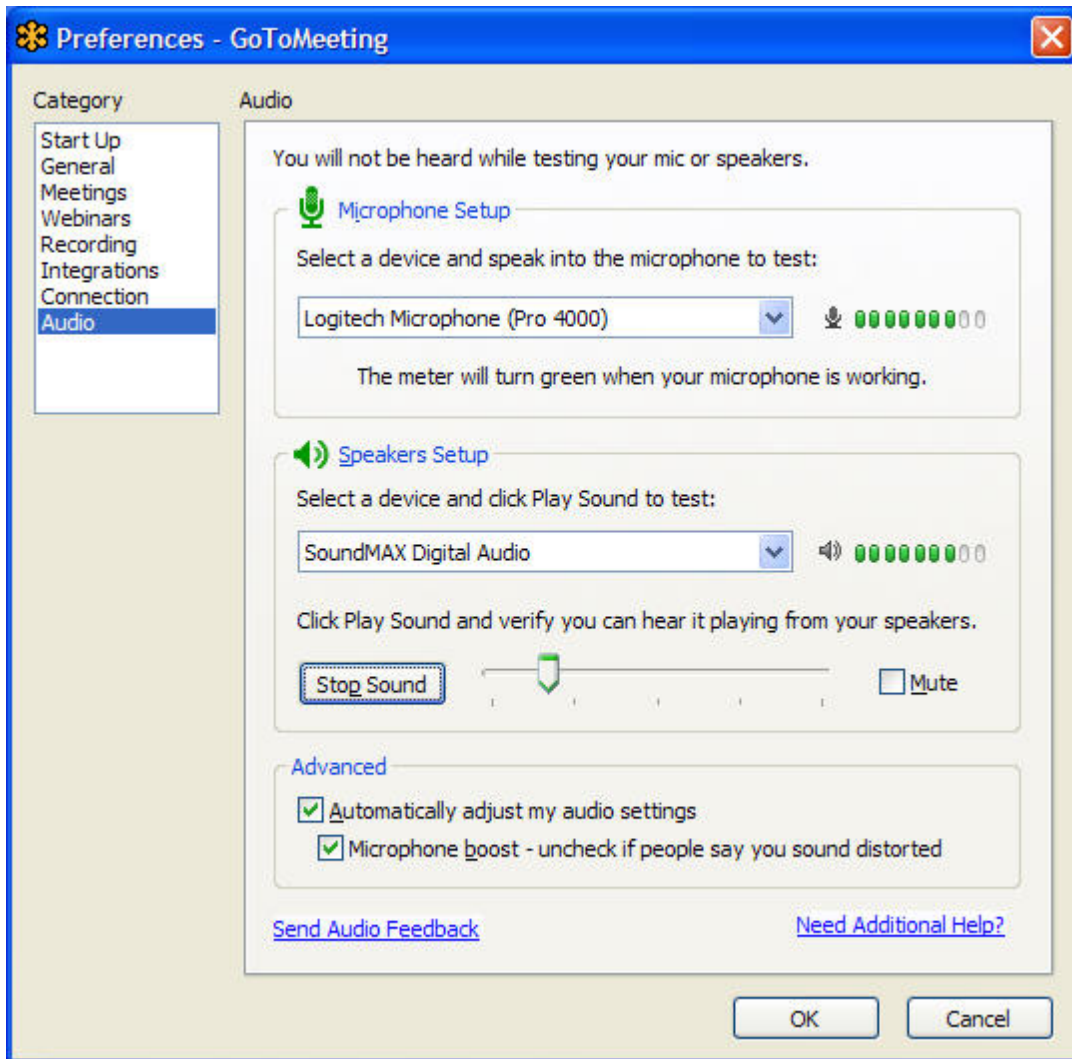 Preferences - GoToMeeting
Category
Start Up
General
Meetings
Webinars
Recording
Integrations
Connection
Audio
Audio
You will not be heard while testing your mic or speakers.
Microphone Setup
Select a device and speak into the microphone to test:
Logitech Microphone (Pro 4000)
The meter will turn green when your microphone is working.
Speakers Setup
Select a device and click Play Sound to test:
SoundMAX Digital Audio
Click Play Sound and verify you can hear it playing from your speakers.
Stop Sound
Mute
Advanced
Automatically adjust my audio settings
Microphone boost - uncheck if people say you sound distorted
Send Audio Feedback
Need Additional Help?
OK
Cancel